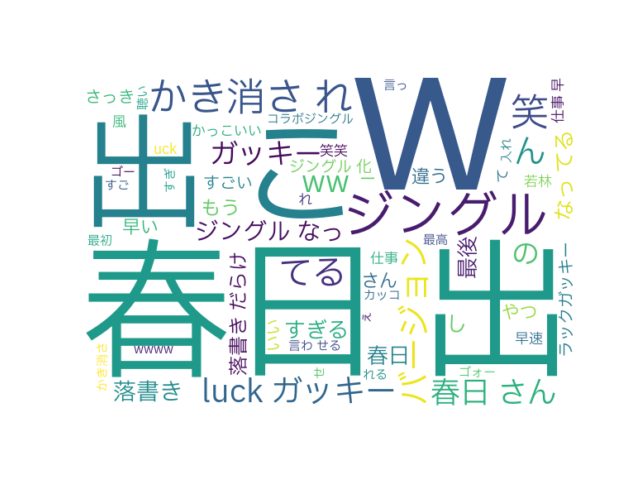 さっき
聴い
かき消さ れ
W
言っ
笑
仕事 早
風
出
かっこいい
コラボジングル
こ
ん
て
入れ
uck
ガッキー
笑笑
ジングル 化
ー
違う
なっ てる
ゴー
すご
すぎ
すごい
ww
若林
もう
れ
ジングル
早い
ジングル なっ
最初
春日
てる
最高
仕事
最後
出
の
落書き だらけ
さん
カッコ
バージョン
ラックガッキー
いい
すぎる
え
し
やつ
早速
wwww
言わ せる
春日
かき消さ
落書き
れる
ゴォー
luck ガッキー
春日 さん